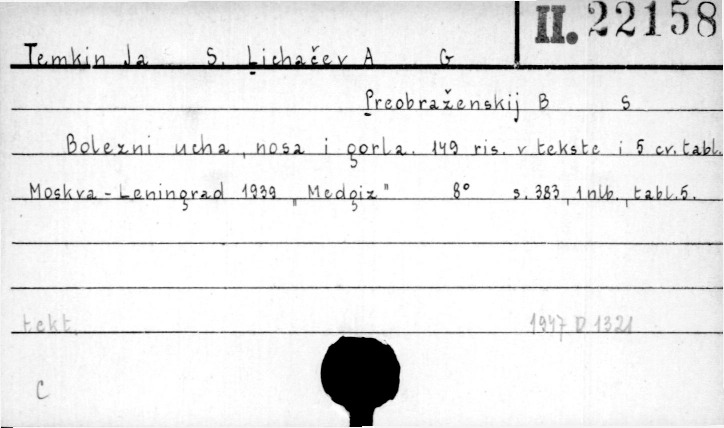 II. 22158
Temkin Ja S. Lichačev A G
Preobraženskij B S
Bolezni ucha, nosa i gorla. 149 ris. v tekste i 5 cv. tabl.
Moskva - Leningrad 1939 „Medgiz" 8° s. 383, 1 nlb., tabl. 5.
tekt. 1947 D 1321
C